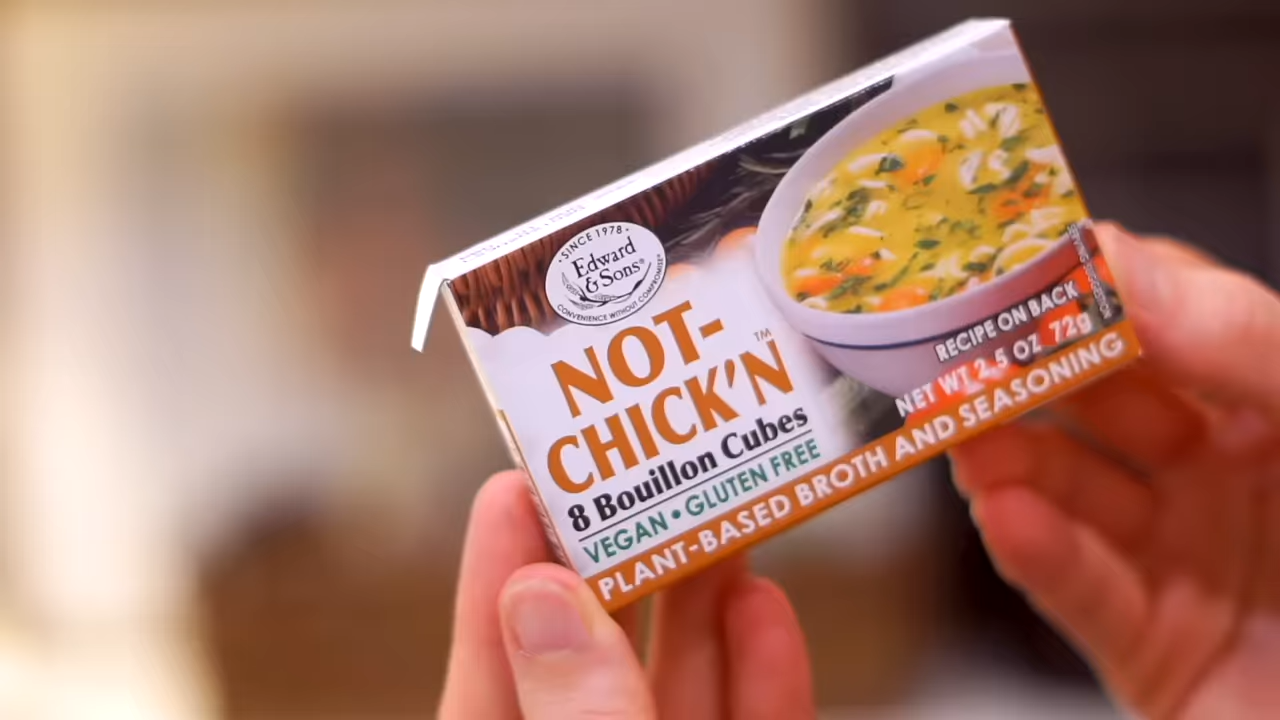 · SINCE 1978 ·
Edward
& Sons®
CONVENIENCE WITHOUT COMPROMISE®
NOT-
CHICK'N™
8 Bouillon Cubes
VEGAN • GLUTEN FREE
RECIPE ON BACK
NET WT 2.5 OZ 72g
PLANT-BASED BROTH AND SEASONING